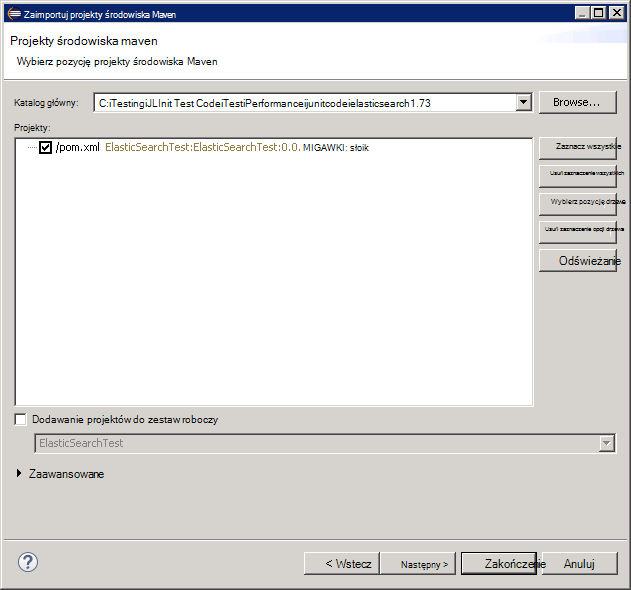 Zaimportuj projekty środowiska Maven
Projekty środowiska maven
Wybierz pozycję projekty środowiska Maven
Katalog główny:
C:iTestingiJLInit Test CodeiTestiPerformanceijunitcodeielasticsearch1.73
Browse...
Projekty:
/pom.xml ElasticSearchTest:ElasticSearchTest:0.0. MIGAWKI: słoik
Zaznacz wszystkie
Usuń zaznaczenie wszystkich
Wybierz pozycję drzewa
Usuń zaznaczenie opcji drzewa
Odświeżanie
Dodawanie projektów do zestaw roboczy
ElasticSearchTest
Zaawansowane
?
< Wstecz
Następny >
Zakończenie
Anuluj